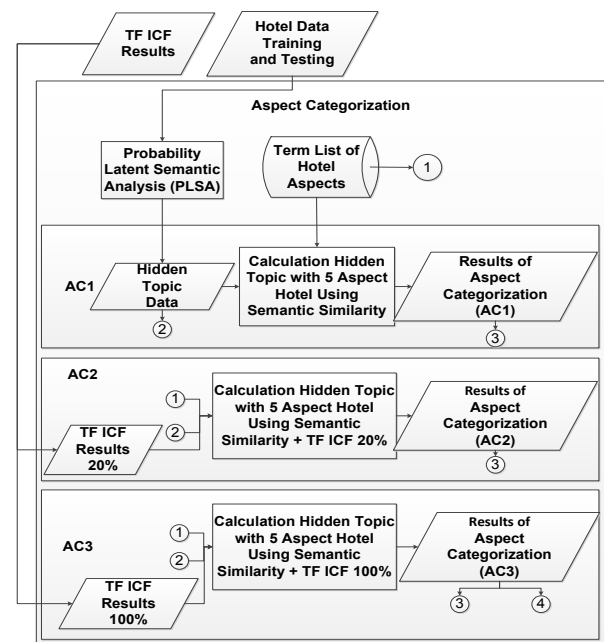 TF ICF
Results
Hotel Data
Training
and Testing
Aspect Categorization
Probability
Latent Semantic
Analysis (PLSA)
Term List of
Hotel
Aspects
1
AC1
Hidden
Topic
Data
2
Calculation Hidden
Topic with 5 Aspect
Hotel Using
Semantic Similarity
Results of
Aspect
Categorization
(AC1)
3
AC2
1
2
TF ICF
Results
20%
Calculation Hidden Topic
with 5 Aspect Hotel
Using Semantic
Similarity + TF ICF 20%
Results of
Aspect
Categorization
(AC2)
3
AC3
1
2
TF ICF
Results
100%
Calculation Hidden Topic
with 5 Aspect Hotel
Using Semantic
Similarity + TF ICF 100%
Results of
Aspect
Categorization
(AC3)
3
4